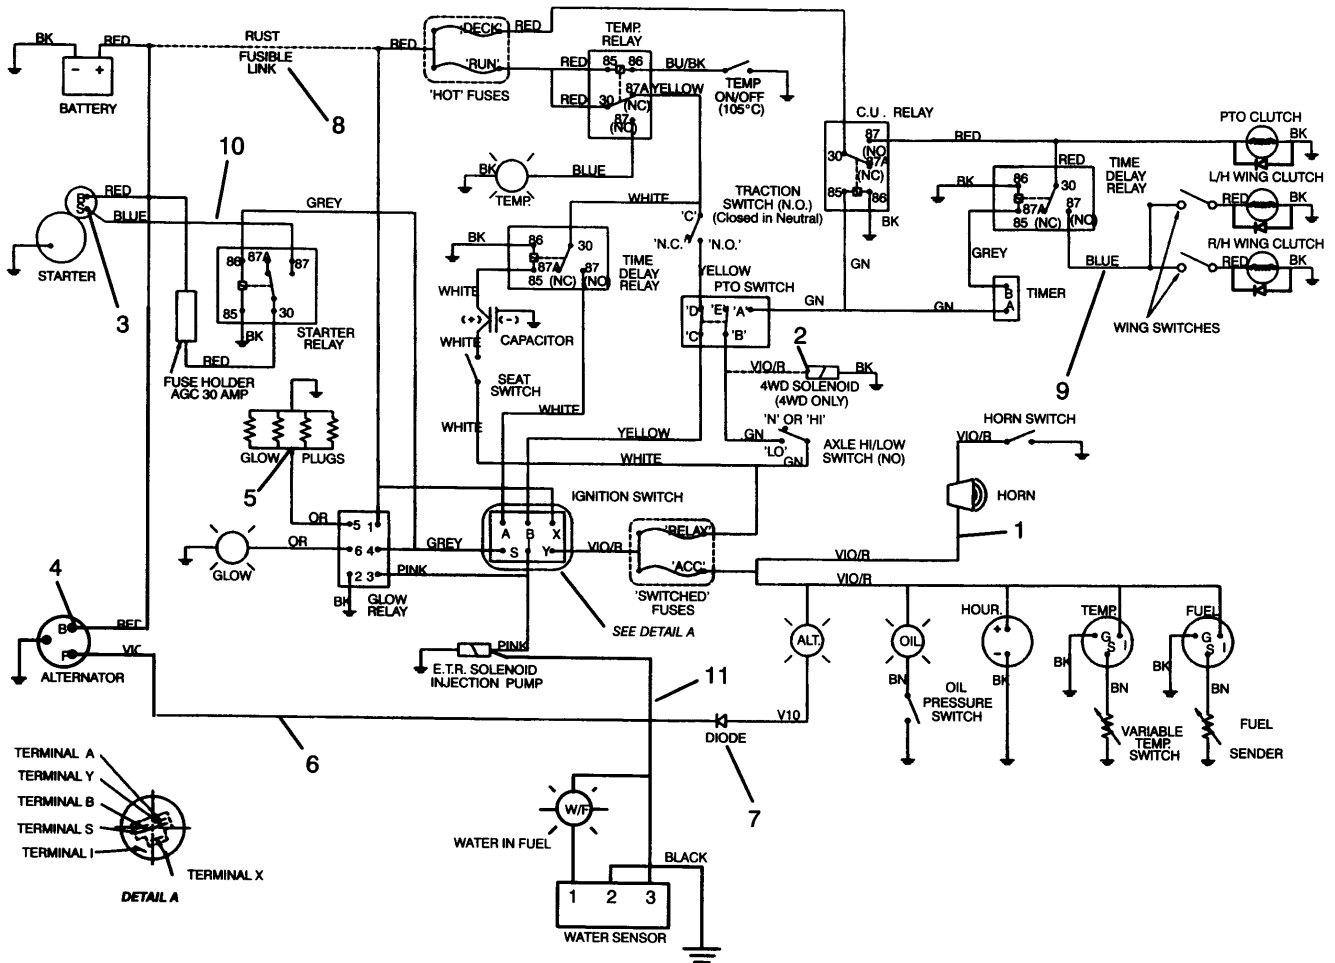 BK
RED
- +
BATTERY
RUST
FUSIBLE
LINK
8
RED
'DECK'
'RUN'
'HOT' FUSES
RED
TEMP.
RELAY
RED
85
86
BU/BK
RED
30
87A
(NC)
YELLOW
87
(NO)
TEMP
ON/OFF
(105°C)
BK
TEMP.
BLUE
C.U. RELAY
30
87
(NO
87A
(NC)
85
86
BK
GN
RED
PTO CLUTCH
BK
L/H WING CLUTCH
RED
BK
R/H WING CLUTCH
RED
BK
RED
TIME
DELAY
RELAY
BK
86
30
87A
85 (NC)
87
(NO
GREY
BLUE
B
A
TIMER
WING SWITCHES
9
10
RED
BLUE
B
S
STARTER
3
GREY
86
87A
87
85
30
BK
STARTER
RELAY
RED
FUSE HOLDER
AGC 30 AMP
WHITE
BK
86
30
87A
85 (NC)
87
(NO)
TIME
DELAY
RELAY
WHITE
(+)
(-)
CAPACITOR
WHITE
SEAT
SWITCH
WHITE
WHITE
TRACTION
SWITCH (N.O.)
(Closed in Neutral)
'C'
'N.C.'
'N.O.'
YELLOW
PTO SWITCH
'D'
'E'
'A'
'C'
'B'
GN
GN
2
VIO/R
BK
4WD SOLENOID
(4WD ONLY)
'N' OR 'HI'
GN
'LO'
GN
AXLE HI/LOW
SWITCH (NO)
YELLOW
WHITE
HORN SWITCH
VIO/R
HORN
1
GLOW PLUGS
5
OR
5 1
OR
6 4
2 3
GLOW
BK
GLOW
RELAY
GREY
PINK
IGNITION SWITCH
A B X
S Y
VIO/R
'RELAY'
'ACC'
'SWITCHED'
FUSES
SEE DETAIL A
VIO/R
VIO/R
4
B
RED
ALTERNATOR
PINK
E.T.R. SOLENOID
INJECTION PUMP
11
6
V10
DIODE
7
ALT.
OIL
BN
OIL
PRESSURE
SWITCH
HOUR.
+
-
BK
TEMP.
G
S
I
BK
BN
VARIABLE
TEMP.
SWITCH
FUEL
G
S
I
BK
BN
FUEL
SENDER
TERMINAL A
TERMINAL Y
TERMINAL B
TERMINAL S
TERMINAL I
TERMINAL X
DETAIL A
W/F
WATER IN FUEL
BLACK
1 2 3
WATER SENSOR